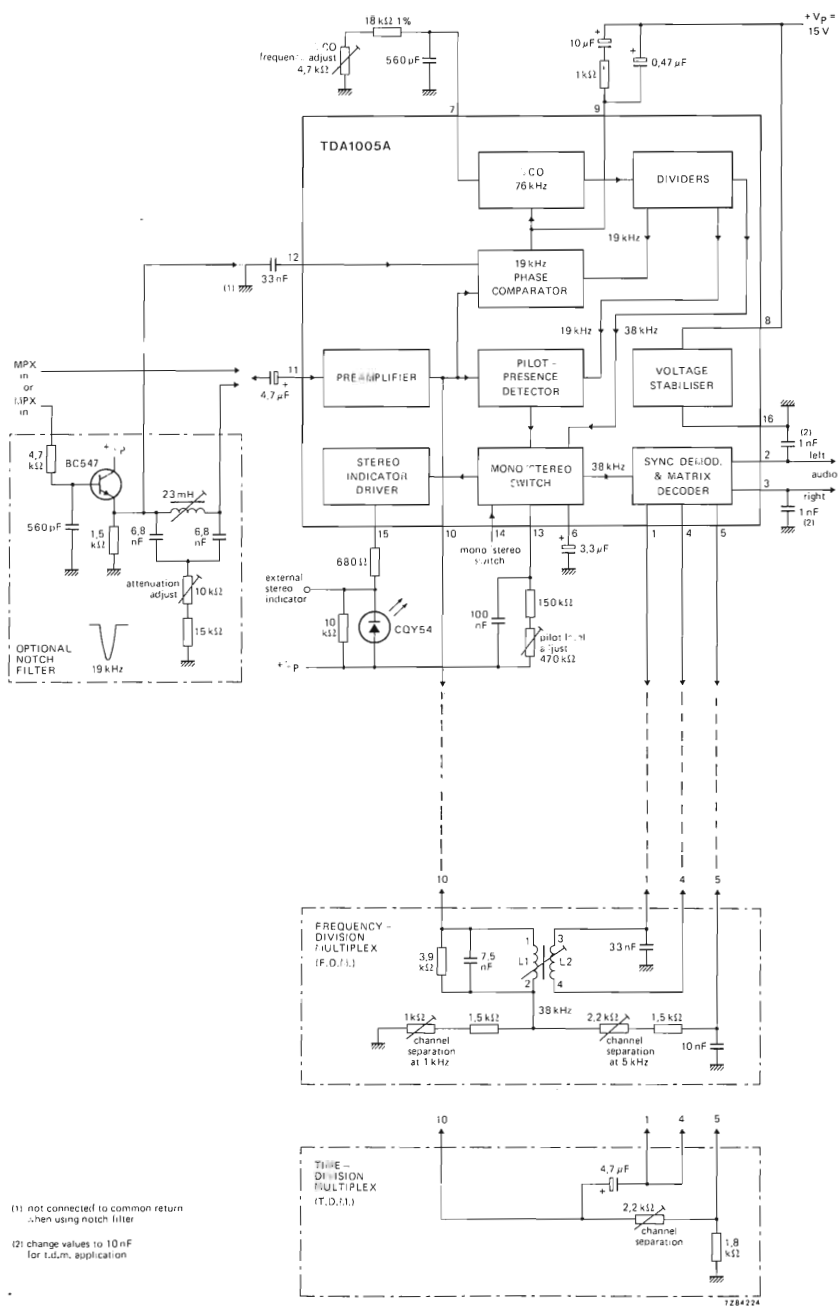 18 kΩ 1%
frequency adjust
4,7 kΩ
560 pF
10 µF
1 kΩ
0,47 µF
+ VP =
15 V
7
9
TDA1005A
76 kHz
DIVIDERS
19 kHz
12
33 nF
(1)
19 kHz
PHASE
COMPARATOR
19 kHz
38 kHz
8
MPX
in
or
MPX
in
11
4,7 µF
PREAMPLIFIER
PILOT -
PRESENCE
DETECTOR
VOLTAGE
STABILISER
16
(2)
1 nF
4,7
kΩ
BC547
23 mH
STEREO
INDICATOR
DRIVER
MONO STEREO
SWITCH
38 kHz
SYNC DEMOD.
& MATRIX
DECODER
2
left
audio
3
right
1 nF
(2)
560 pF
1,5
kΩ
6,8
nF
6,8
nF
15
10
14
13
6
1
4
5
mono stereo
switch
3,3 µF
680 Ω
attenuation
adjust
10 kΩ
15 kΩ
external
stereo
indicator
10
kΩ
CQY54
100
nF
150 kΩ
pilot level
adjust
470 kΩ
OPTIONAL
NOTCH
FILTER
19 kHz
10
1
4
5
FREQUENCY -
DIVISION
MULTIPLEX
3,9
kΩ
7,5
nF
1
L1
2
3
L2
4
33 nF
38 kHz
1 kΩ
1,5 kΩ
2,2 kΩ
1,5 kΩ
channel
separation
at 1 kHz
channel
separation
at 5 kHz
10 nF
10
1
4
5
TIME -
DIVISION
MULTIPLEX
4,7 µF
2,2 kΩ
channel
separation
1,8
kΩ
(1) not connected to common return
when using notch filter
(2) change values to 10 nF
for t.d.m. application
7Z84224